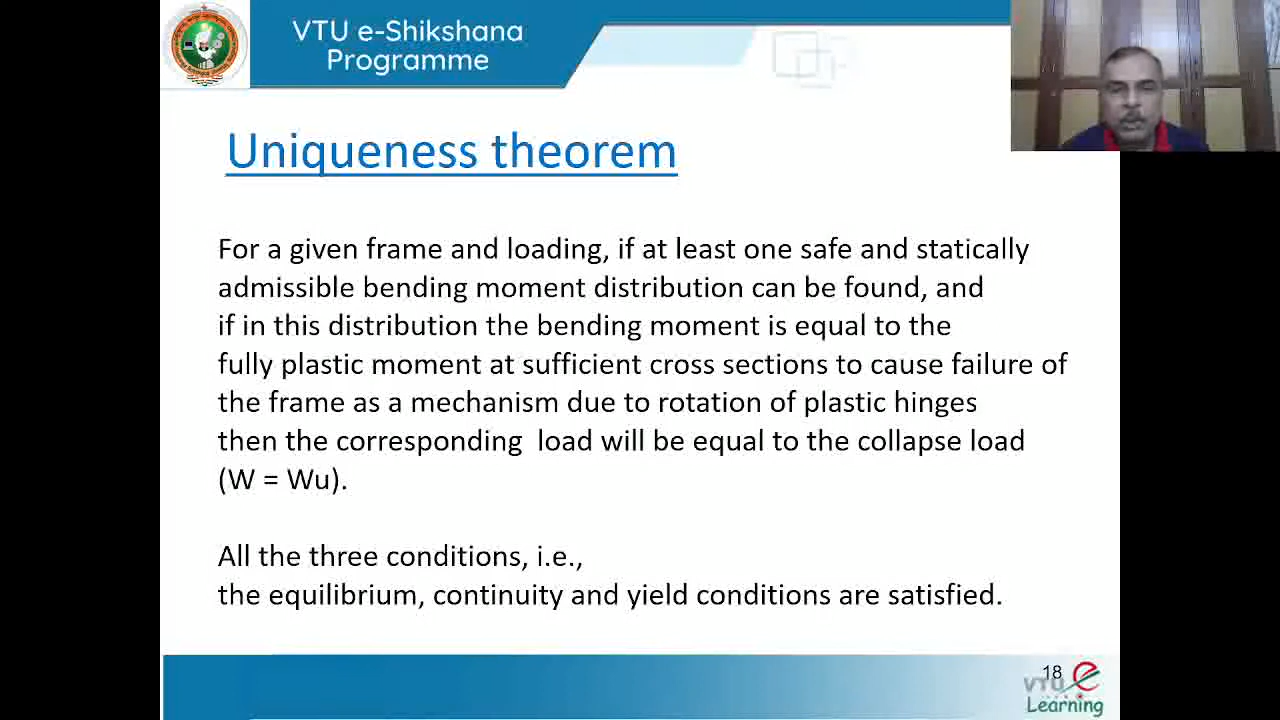 VTU e-Shikshana
Programme
Uniqueness theorem
For a given frame and loading, if at least one safe and statically
admissible bending moment distribution can be found, and
if in this distribution the bending moment is equal to the
fully plastic moment at sufficient cross sections to cause failure of
the frame as a mechanism due to rotation of plastic hinges
then the corresponding load will be equal to the collapse load
(W = Wu).
All the three conditions, i.e.,
the equilibrium, continuity and yield conditions are satisfied.
18
VTU e
Learning